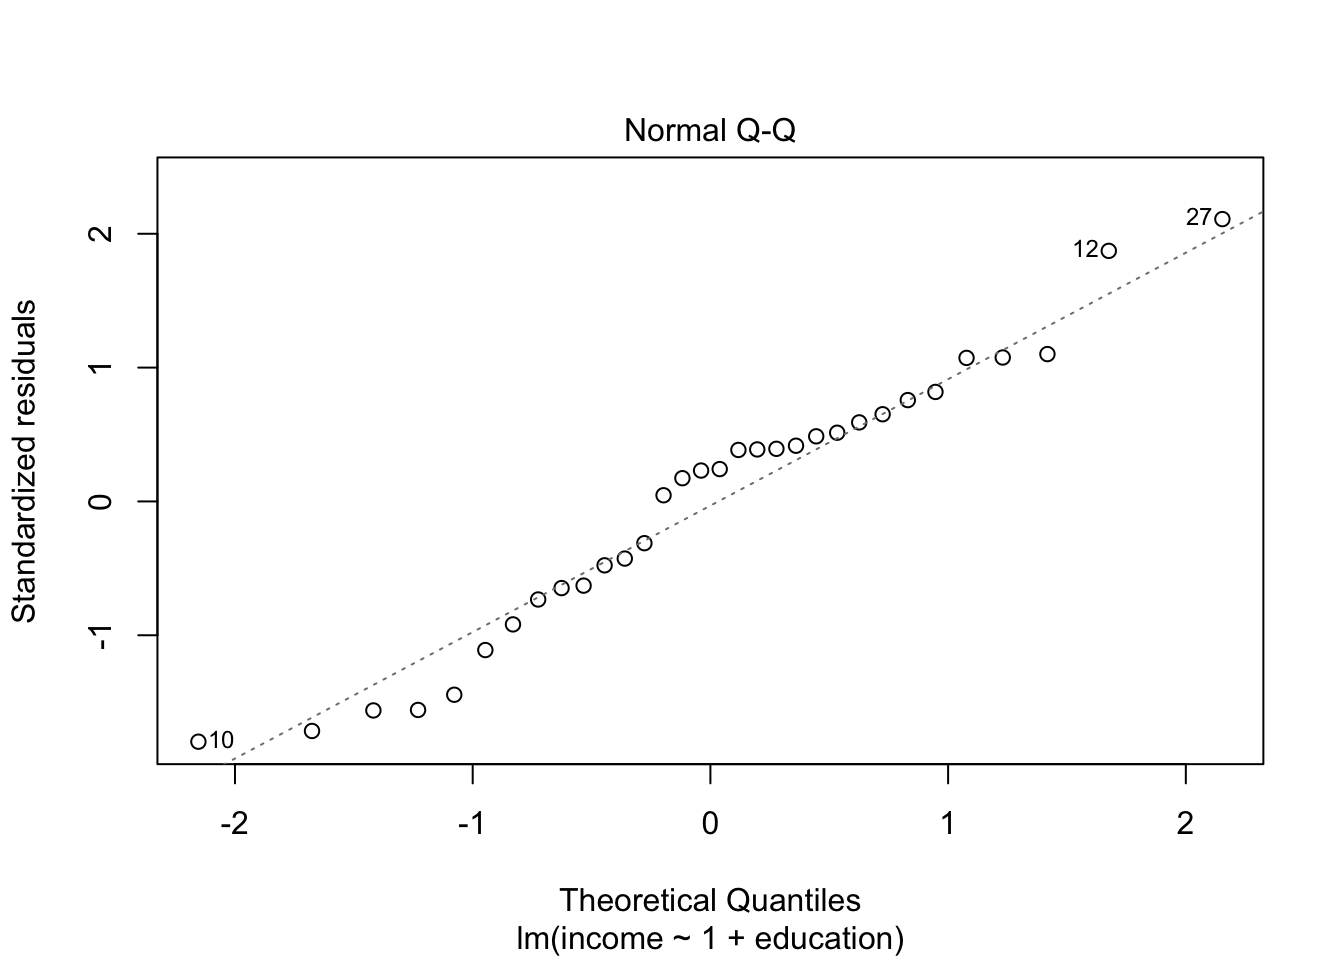 Normal Q-Q
27
12
2
1
0
-1
Standardized residuals
10
-2 -1 0 1 2
Theoretical Quantiles
lm(income ~ 1 + education)